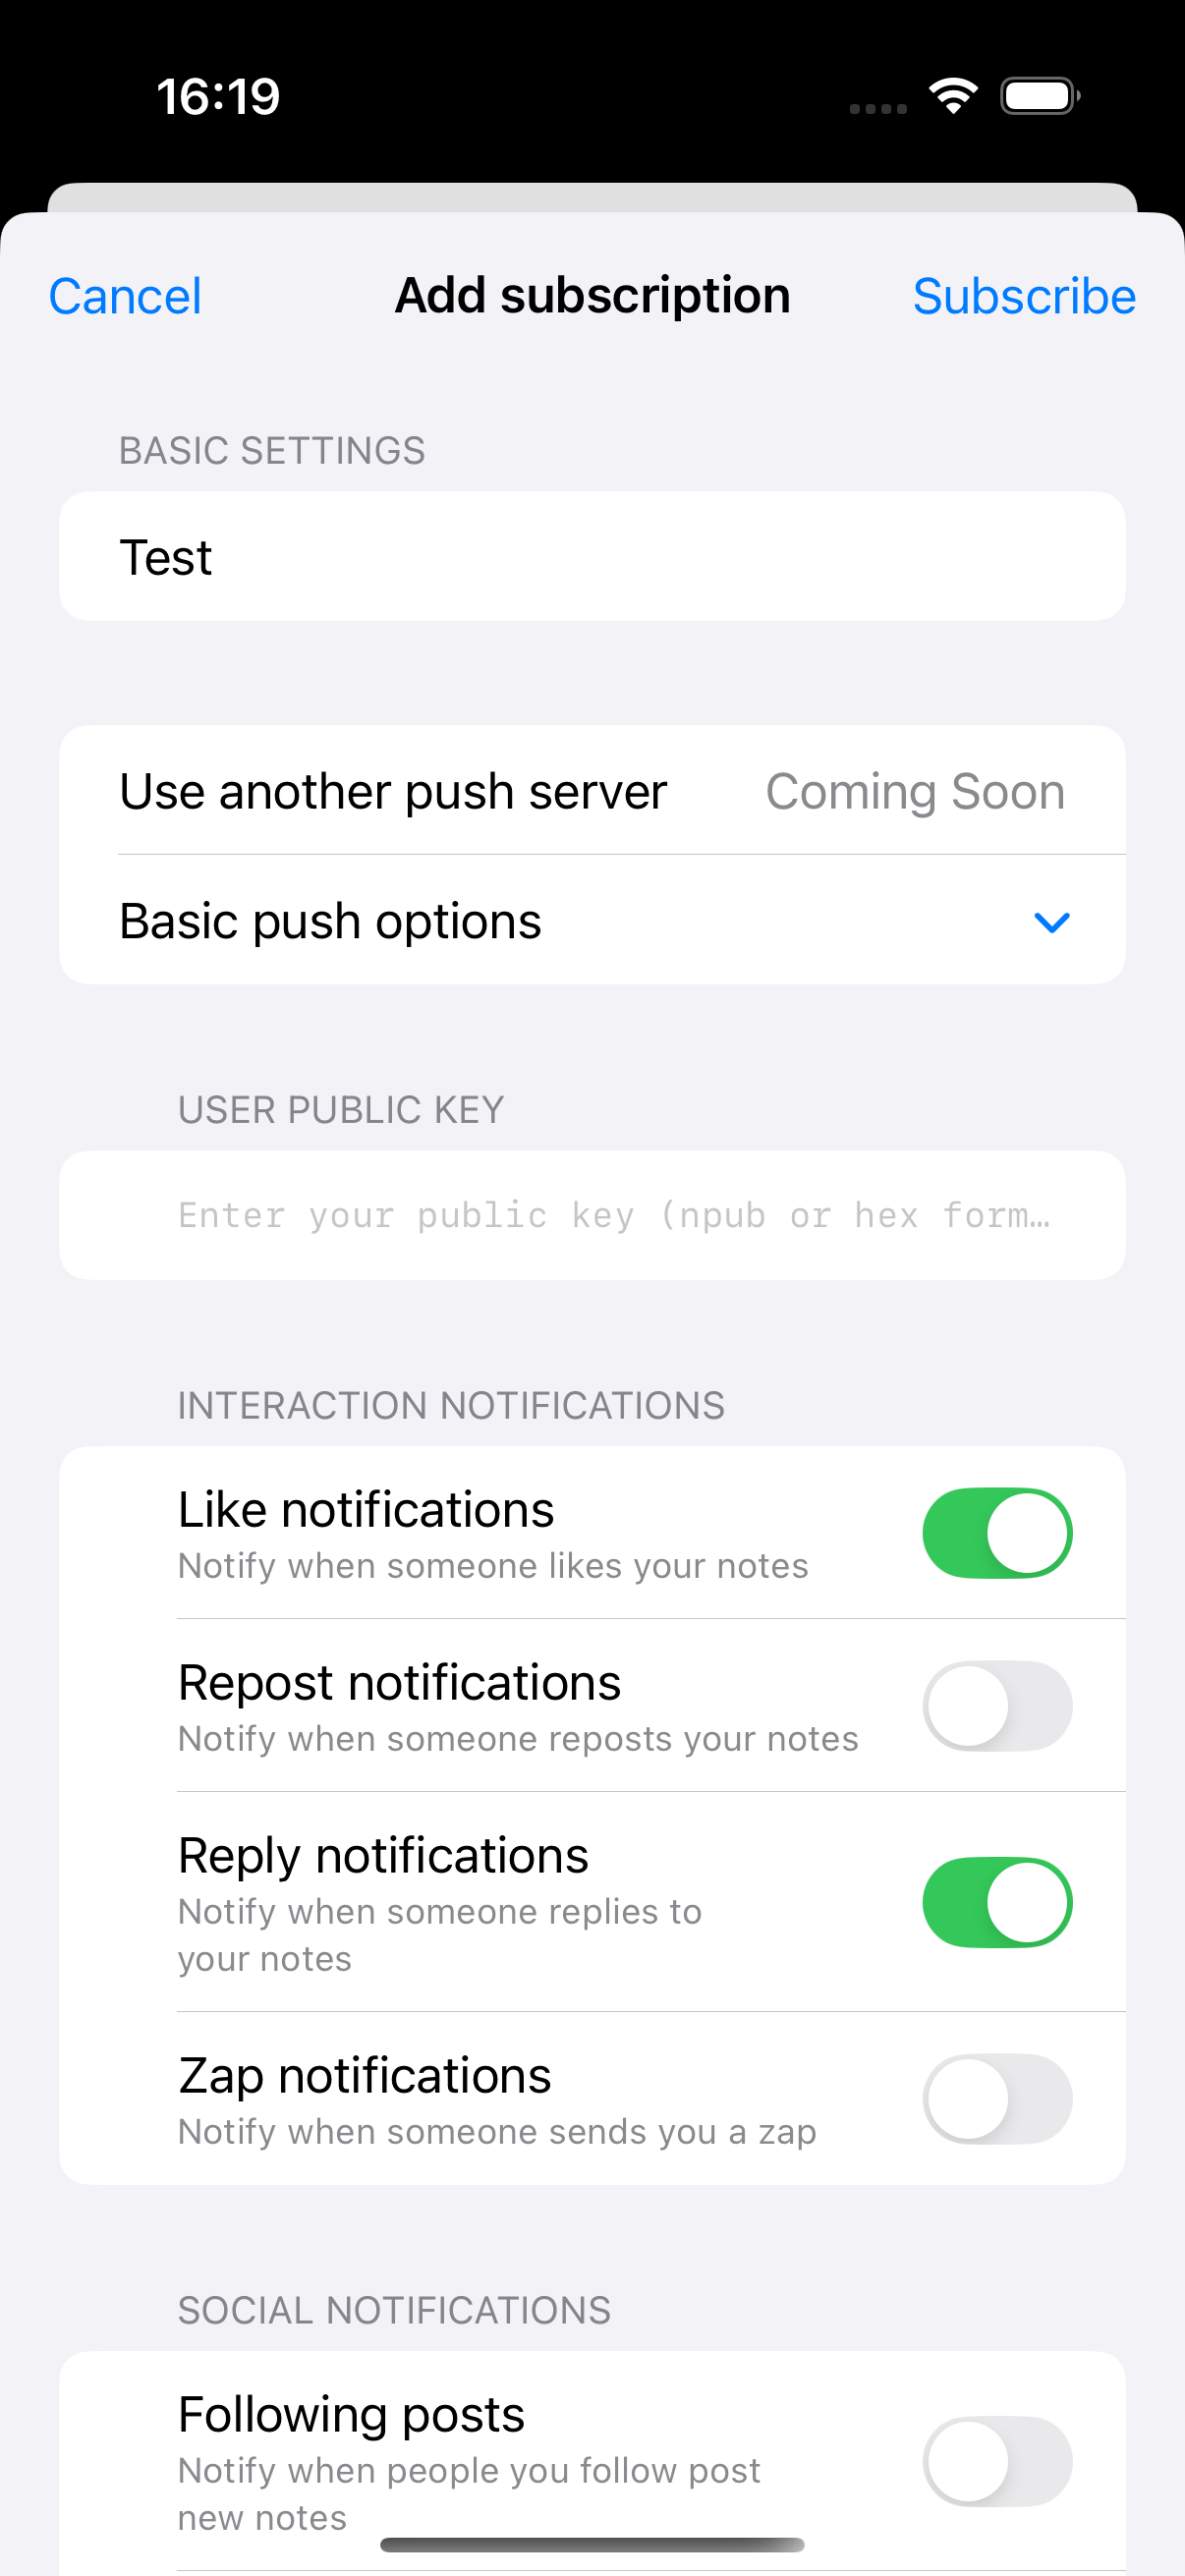 16:19
Cancel
Add subscription
Subscribe
BASIC SETTINGS
Test
Use another push server
Coming Soon
Basic push options
USER PUBLIC KEY
Enter your public key (npub or hex form…
INTERACTION NOTIFICATIONS
Like notifications
Notify when someone likes your notes
Repost notifications
Notify when someone reposts your notes
Reply notifications
Notify when someone replies to
your notes
Zap notifications
Notify when someone sends you a zap
SOCIAL NOTIFICATIONS
Following posts
Notify when people you follow post
new notes